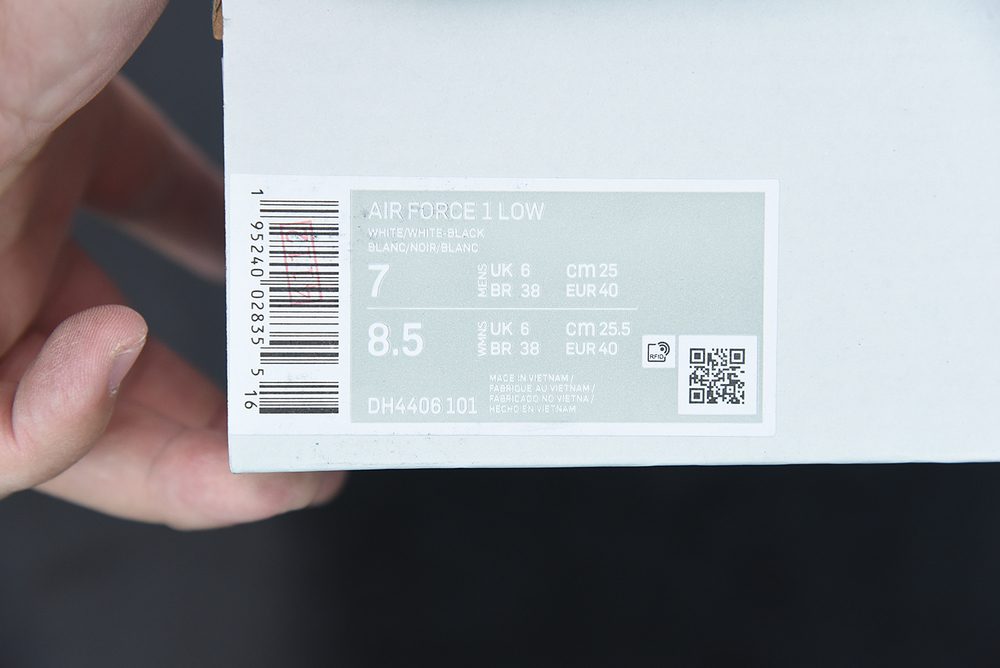 AIR FORCE 1 LOW
WHITE/WHITE-BLACK
BLANC/NOIR/BLANC
7
MENS
UK 6 cm 25
BR 38 EUR 40
8.5
WMNS
UK 6 cm 25.5
BR 38 EUR 40
RFID
MADE IN VIETNAM /
FABRIQUE AU VIETNAM /
FABRICADO NO VIETNA /
HECHO EN VIETNAM
DH4406 101
1 95240 02835 5 16